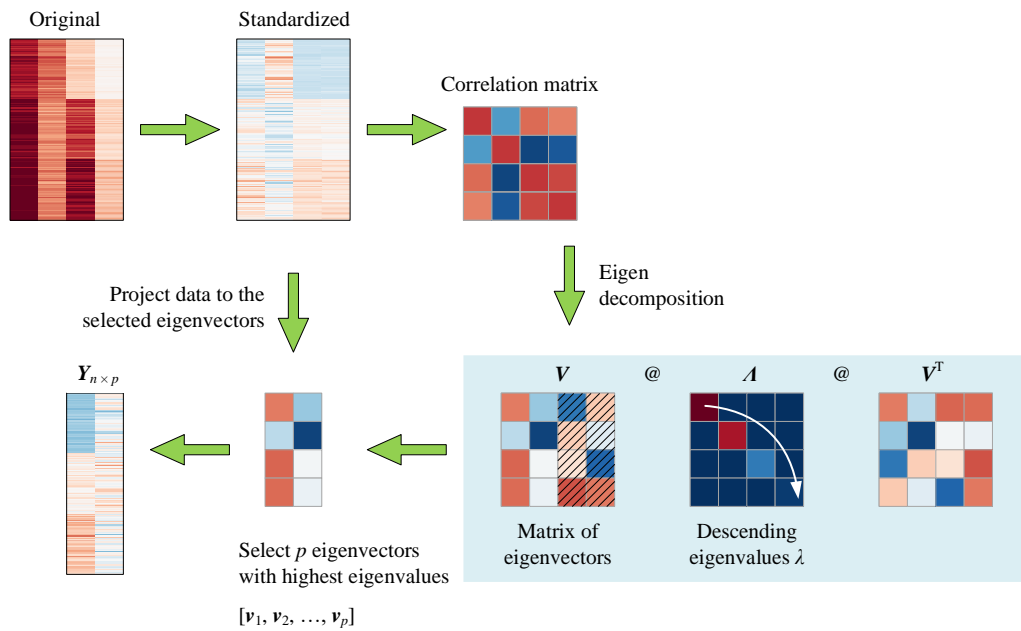 Original
Standardized
Correlation matrix
Eigen
decomposition
Project data to the
selected eigenvectors
Y n × p
V @ Λ @ V T
Matrix of
eigenvectors
Descending
eigenvalues λ
Select p eigenvectors
with highest eigenvalues
[v1, v2, …, vp]